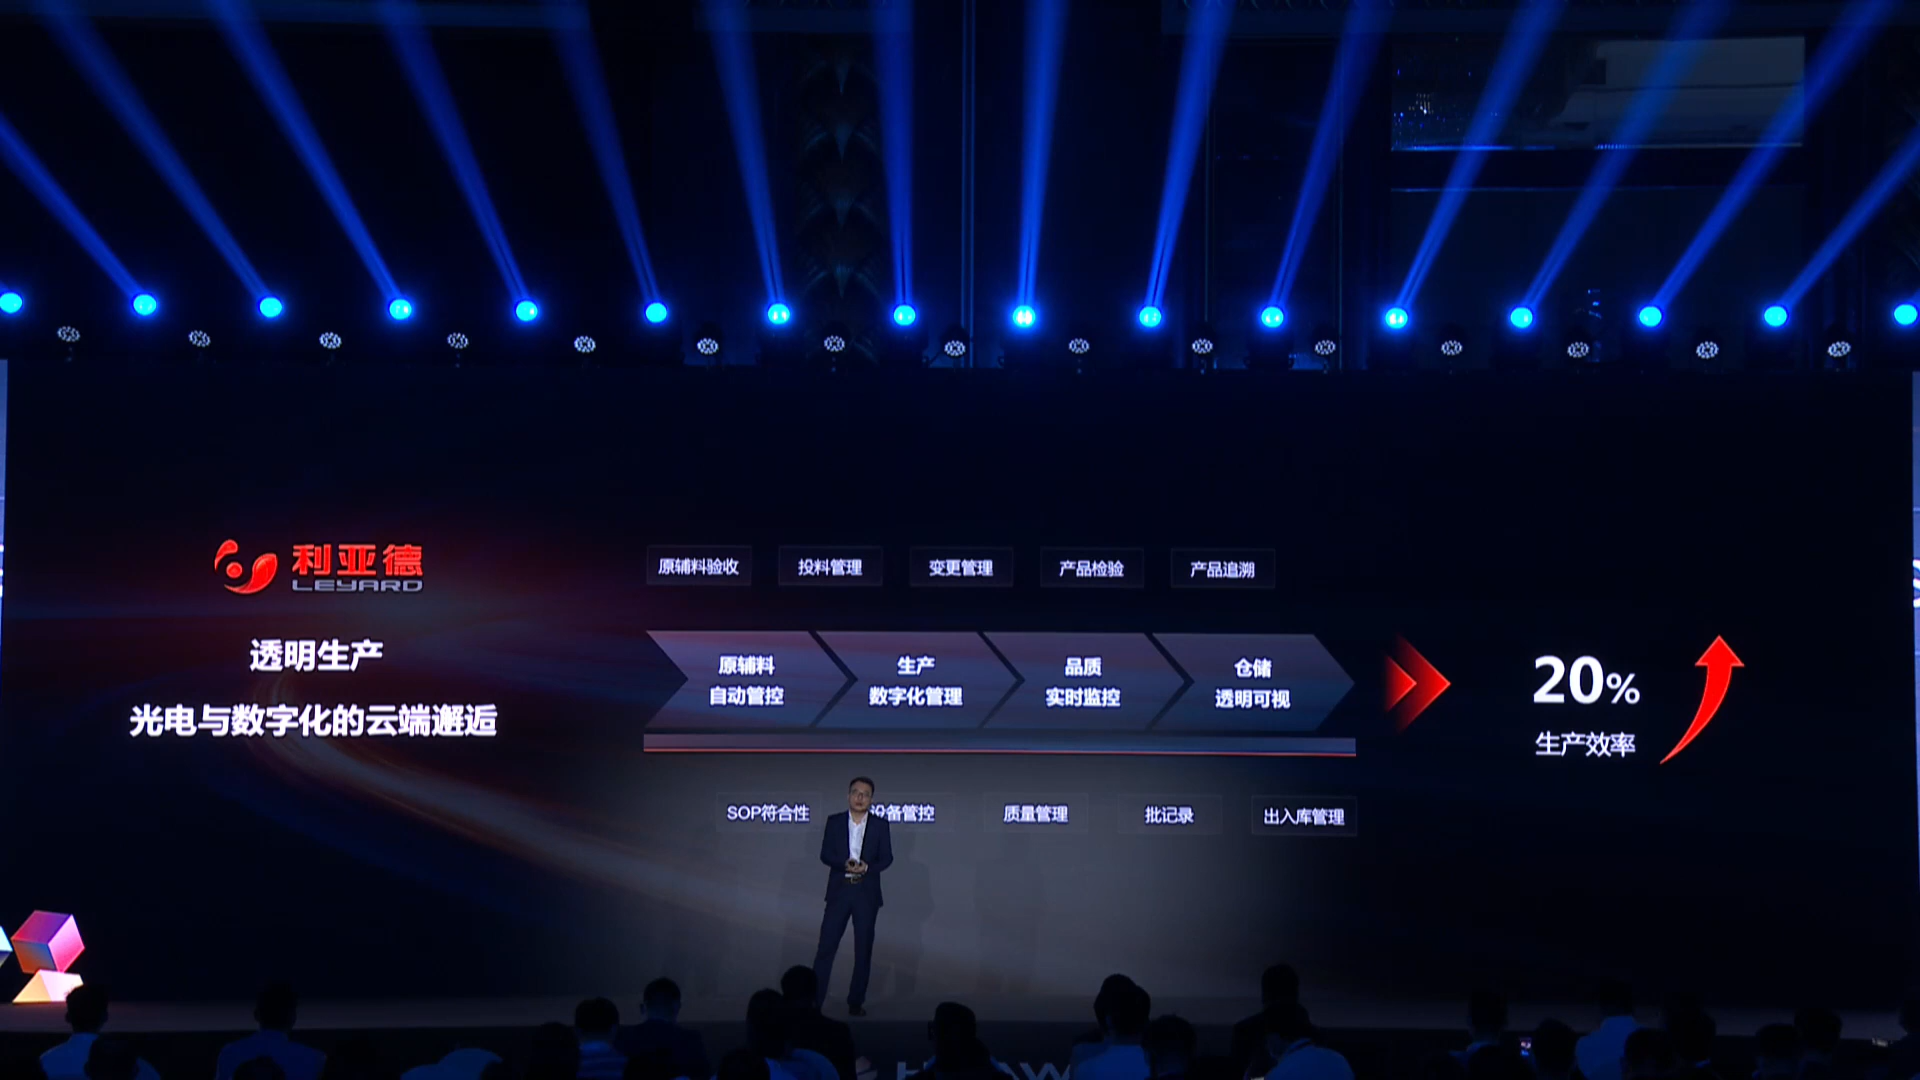 利亚德
LEYARD
透明生产
光电与数字化的云端邂逅
原辅料验收
投料管理
变更管理
产品检验
产品追溯
原辅料
自动管控
生产
数字化管理
品质
实时监控
仓储
透明可视
20%
生产效率
SOP符合性
设备管控
质量管理
批记录
出入库管理